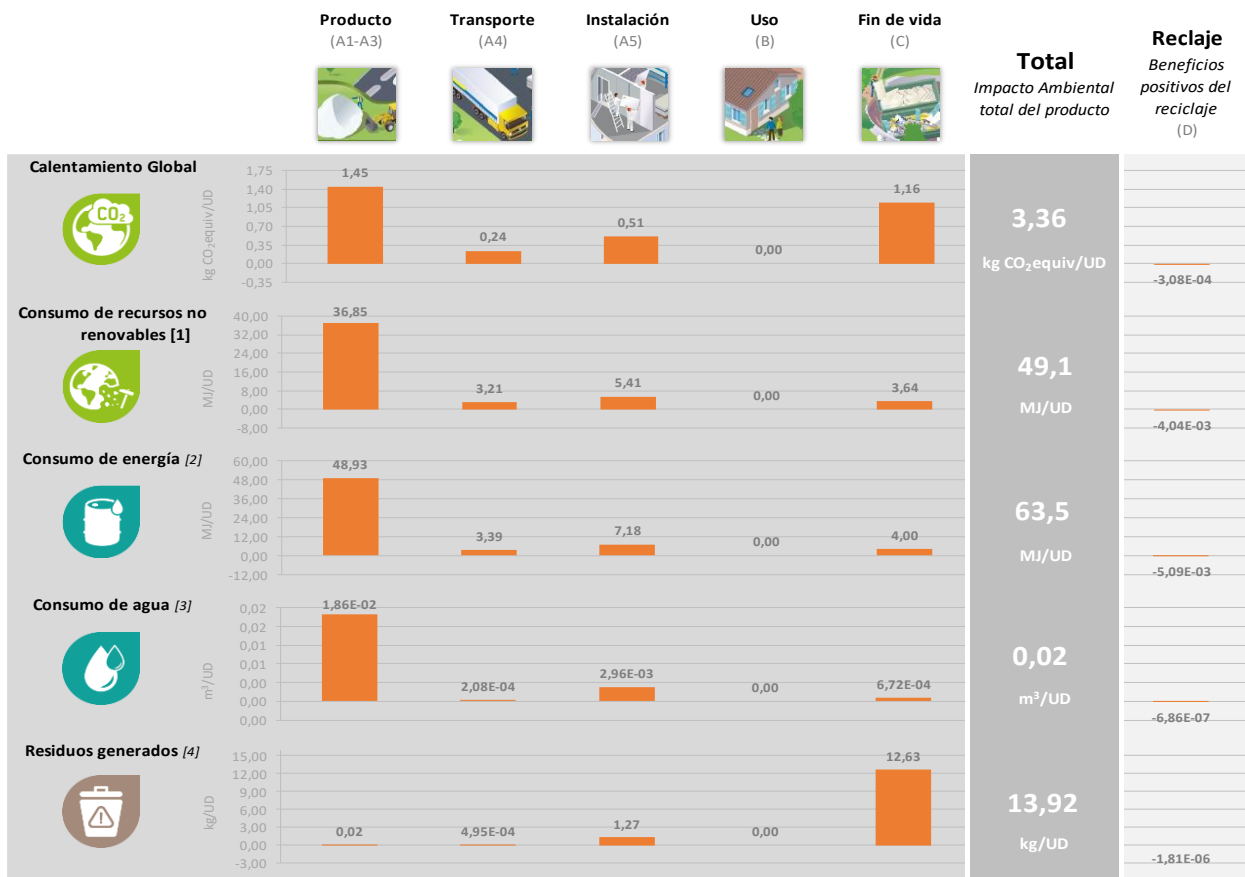 Producto
(A1-A3)
Transporte
(A4)
Instalación
(A5)
Uso
(B)
Fin de vida
(C)
Total
Impacto Ambiental
total del producto
Reclaje
Beneficios
positivos del
reciclaje
(D)
Calentamiento Global
CO2
kg CO₂equiv/UD
1,75
1,40
1,05
0,70
0,35
0,00
-0,35
1,45
0,24
0,51
0,00
1,16
3,36
kg CO₂equiv/UD
-3,08E-04
Consumo de recursos no
renovables [1]
MJ/UD
40,00
32,00
24,00
16,00
8,00
0,00
-8,00
36,85
3,21
5,41
0,00
3,64
49,1
MJ/UD
-4,04E-03
Consumo de energía [2]
MJ/UD
60,00
48,00
36,00
24,00
12,00
0,00
-12,00
48,93
3,39
7,18
0,00
4,00
63,5
MJ/UD
-5,09E-03
Consumo de agua [3]
m³/UD
0,02
0,02
0,01
0,01
0,00
0,00
0,00
1,86E-02
2,08E-04
2,96E-03
0,00
6,72E-04
0,02
m³/UD
-6,86E-07
Residuos generados [4]
kg/UD
15,00
12,00
9,00
6,00
3,00
0,00
-3,00
0,02
4,95E-04
1,27
0,00
12,63
13,92
kg/UD
-1,81E-06